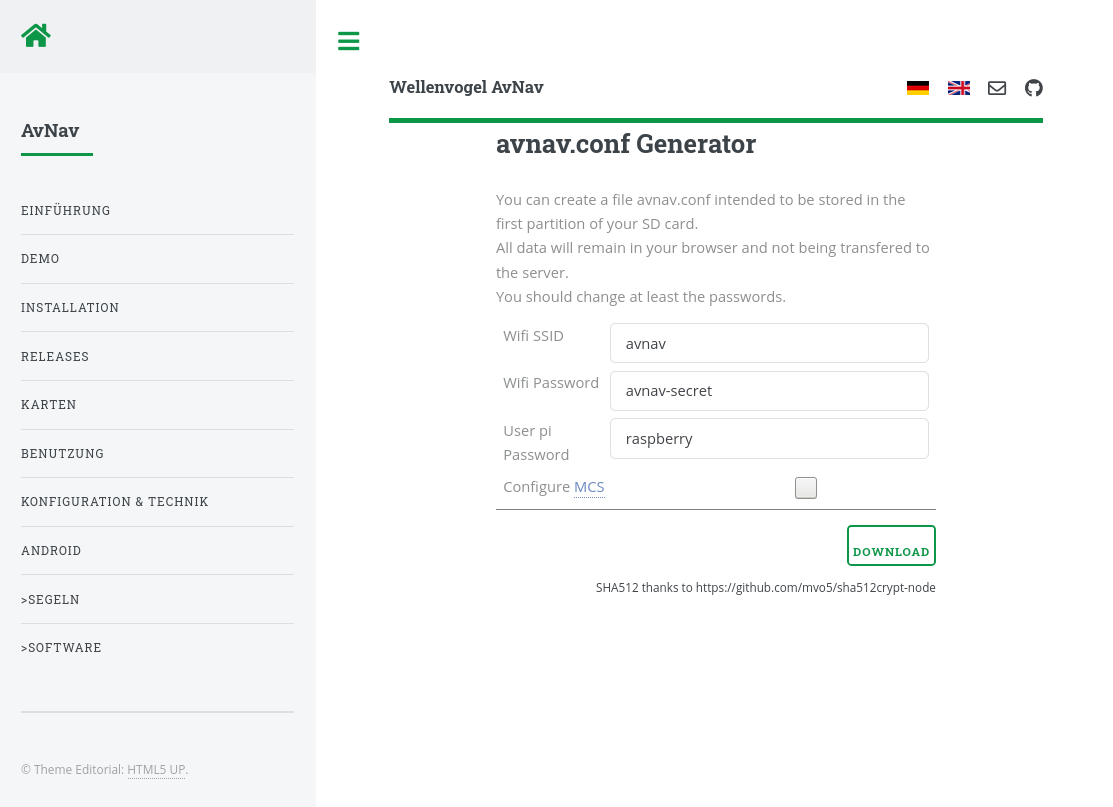 AvNav
EINFÜHRUNG
DEMO
INSTALLATION
RELEASES
KARTEN
BENUTZUNG
KONFIGURATION & TECHNIK
ANDROID
>SEGELN
>SOFTWARE
© Theme Editorial: HTML5 UP.
Wellenvogel AvNav
avnav.conf Generator
You can create a file avnav.conf intended to be stored in the
first partition of your SD card.
All data will remain in your browser and not being transfered to
the server.
You should change at least the passwords.
Wifi SSID
avnav
Wifi Password
avnav-secret
User pi
Password
raspberry
Configure MCS
DOWNLOAD
SHA512 thanks to https://github.com/mvo5/sha512crypt-node